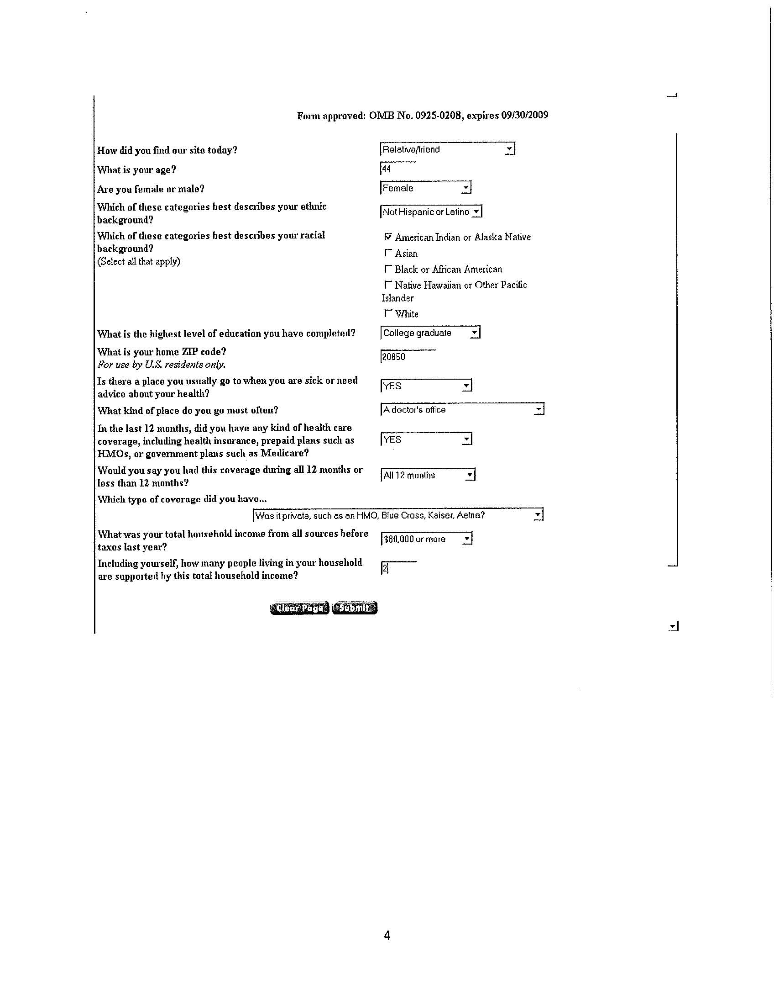 Form approved: OMB No. 0925-0208, expires 09/30/2009
How did you find our site today? Relative/friend
What is your age? 44
Are you female or male? Female
Which of these categories best describes your ethnic
background? Not Hispanic or Latino
Which of these categories best describes your racial
background?
(Select all that apply)
American Indian or Alaska Native
Asian
Black or African American
Native Hawaiian or Other Pacific
Islander
White
What is the highest level of education you have completed? College graduate
What is your home ZIP code? 20850
For use by U.S. residents only.
Is there a place you usually go to when you are sick or need
advice about your health? YES
What kind of place do you go most often? A doctor's office
In the last 12 months, did you have any kind of health care
coverage, including health insurance, prepaid plans such as
HMOs, or government plans such as Medicare? YES
Would you say you had this coverage during all 12 months or
less than 12 months? All 12 months
Which type of coverage did you have...
Was it private, such as an HMO, Blue Cross, Kaiser, Aetna?
What was your total household income from all sources before
taxes last year? $80,000 or more
Including yourself, how many people living in your household
are supported by this total household income? 2
Clear Page Submit
4